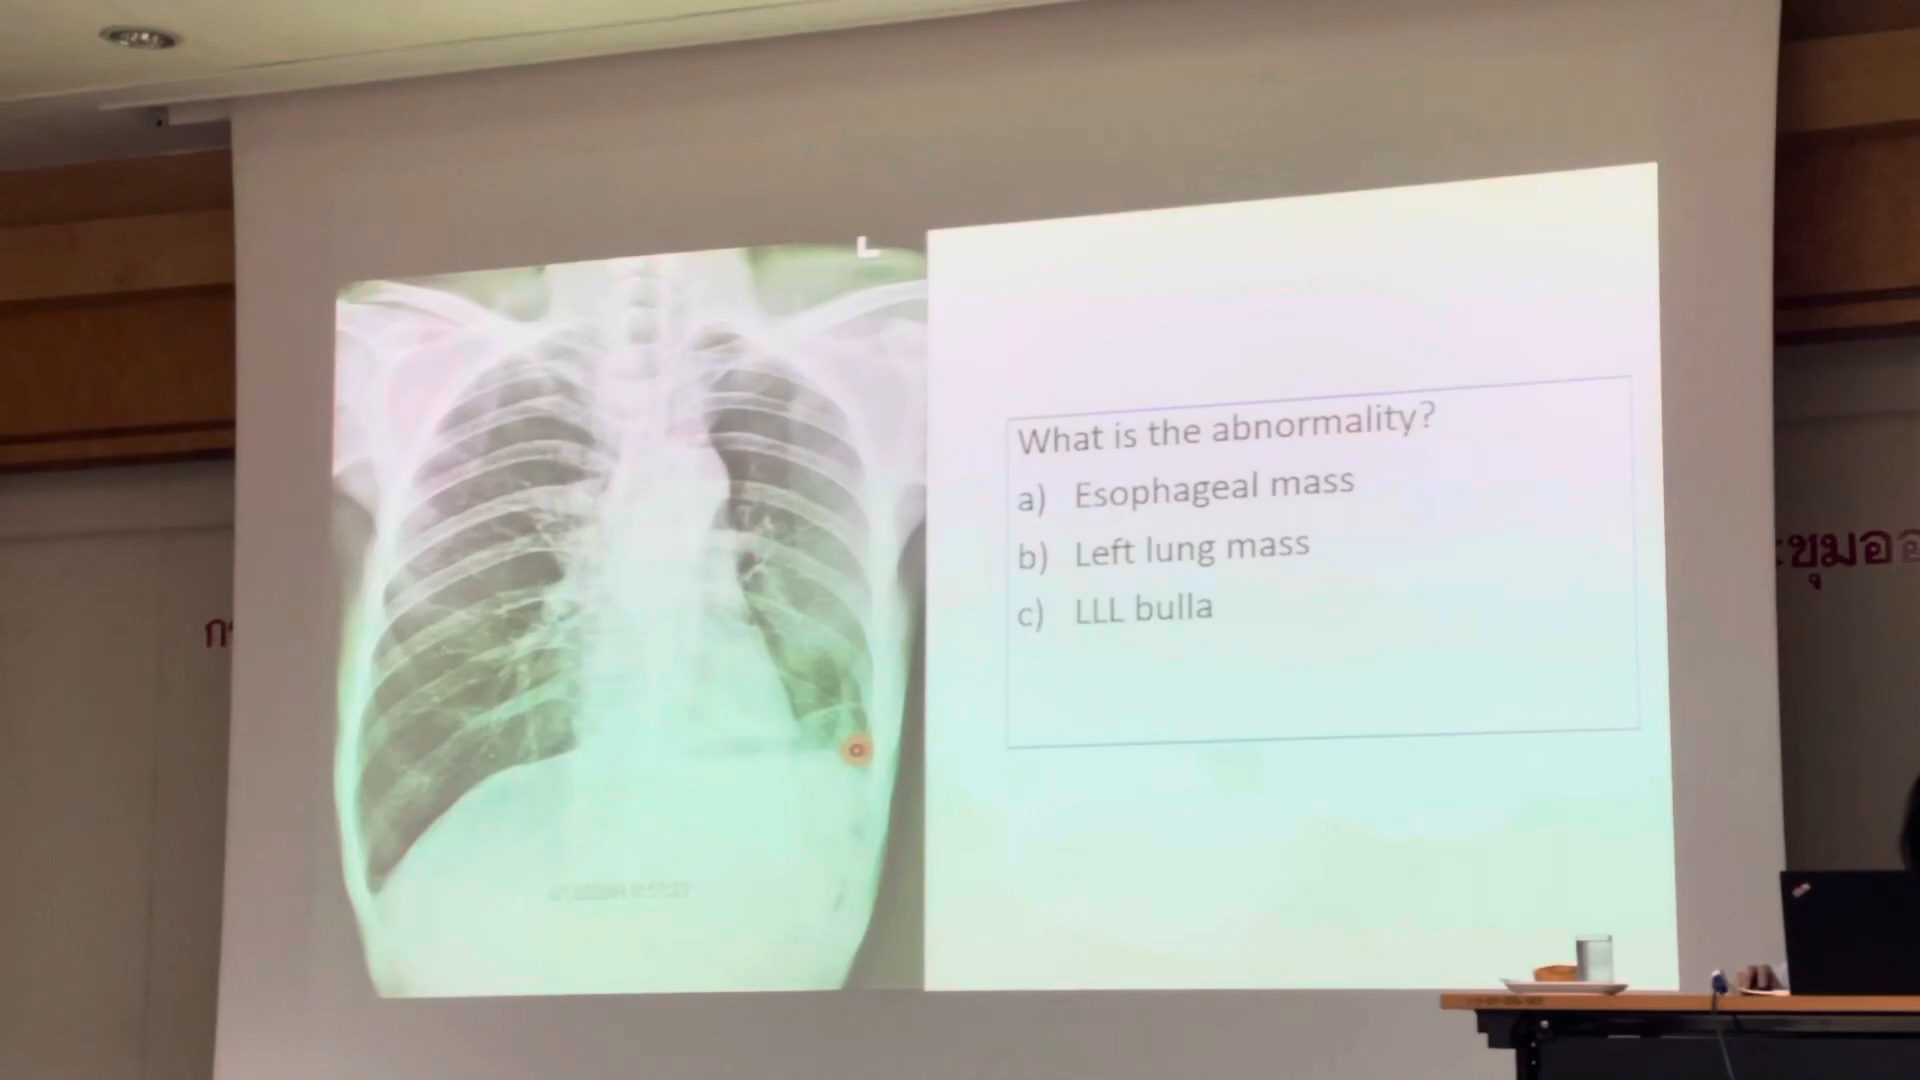 L
What is the abnormality?
a) Esophageal mass
b) Left lung mass
c) LLL bulla